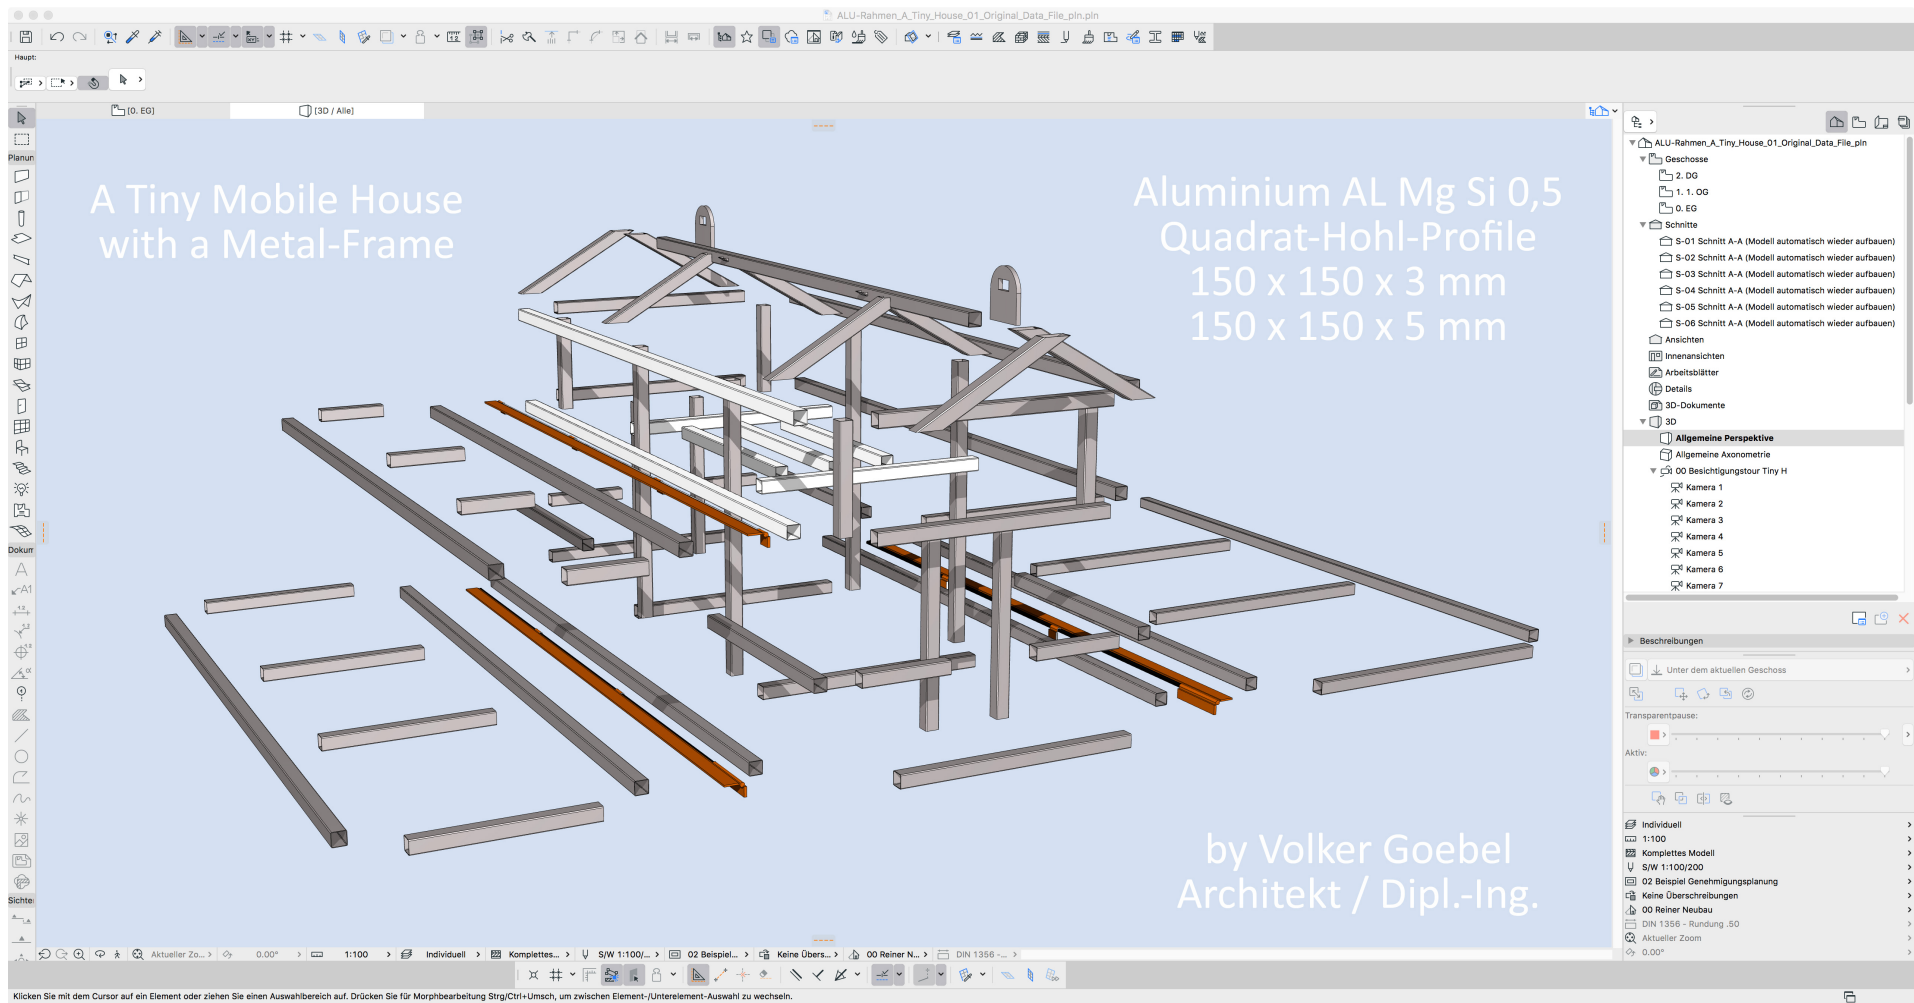 ALU-Rahmen_A_Tiny_House_01_Original_Data_File_pln.pln
Haupt:
[0. EG]
[3D / Alle]
Planun
Dokum
Sichte
A Tiny Mobile House
with a Metal-Frame
Aluminium AL Mg Si 0,5
Quadrat-Hohl-Profile
150 x 150 x 3 mm
150 x 150 x 5 mm
by Volker Goebel
Architekt / Dipl.-Ing.
ALU-Rahmen_A_Tiny_House_01_Original_Data_File_pln
Geschosse
2. DG
1. 1. OG
0. EG
Schnitte
S-01 Schnitt A-A (Modell automatisch wieder aufbauen)
S-02 Schnitt A-A (Modell automatisch wieder aufbauen)
S-03 Schnitt A-A (Modell automatisch wieder aufbauen)
S-04 Schnitt A-A (Modell automatisch wieder aufbauen)
S-05 Schnitt A-A (Modell automatisch wieder aufbauen)
S-06 Schnitt A-A (Modell automatisch wieder aufbauen)
Ansichten
Innenansichten
Arbeitsblätter
Details
3D-Dokumente
3D
Allgemeine Perspektive
Allgemeine Axonometrie
00 Besichtigungstour Tiny H
Kamera 1
Kamera 2
Kamera 3
Kamera 4
Kamera 5
Kamera 6
Kamera 7
Beschreibungen
Unter dem aktuellen Geschoss
Transparentpause:
Aktiv:
Individuell
1:100
Komplettes Modell
S/W 1:100/200
02 Beispiel Genehmigungsplanung
Keine Überschreibungen
00 Reiner Neubau
DIN 1356 - Rundung .50
Aktueller Zoom
0.00°
Aktueller Zo... 0.00° 1:100 Individuell Komplettes... S/W 1:100/... 02 Beispiel... Keine Übers... 00 Reiner N... DIN 1356 -...
Klicken Sie mit dem Cursor auf ein Element oder ziehen Sie einen Auswahlbereich auf. Drücken Sie für Morphbearbeitung Strg/Ctrl+Umsch, um zwischen Element-/Unterelement-Auswahl zu wechseln.